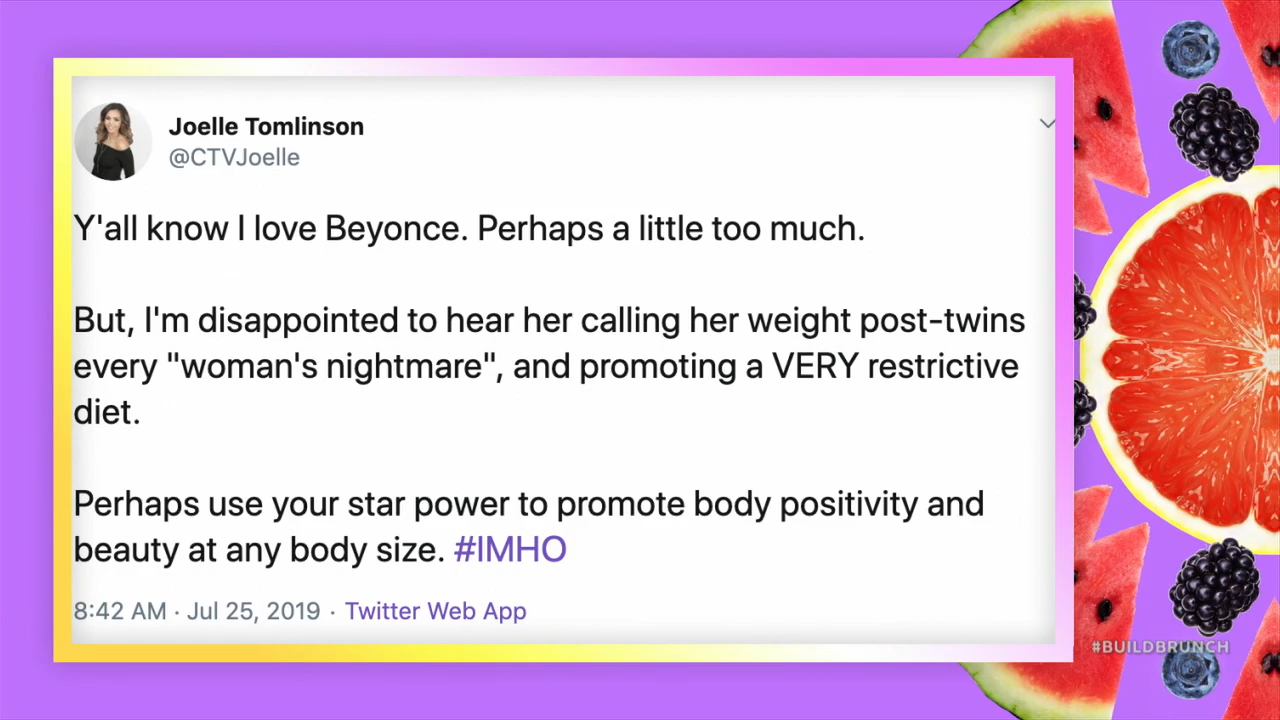 Joelle Tomlinson
@CTVJoelle
Y'all know I love Beyonce. Perhaps a little too much.
But, I'm disappointed to hear her calling her weight post-twins
every "woman's nightmare", and promoting a VERY restrictive
diet.
Perhaps use your star power to promote body positivity and
beauty at any body size. #IMHO
8:42 AM · Jul 25, 2019 · Twitter Web App
#BUILDBRUNCH